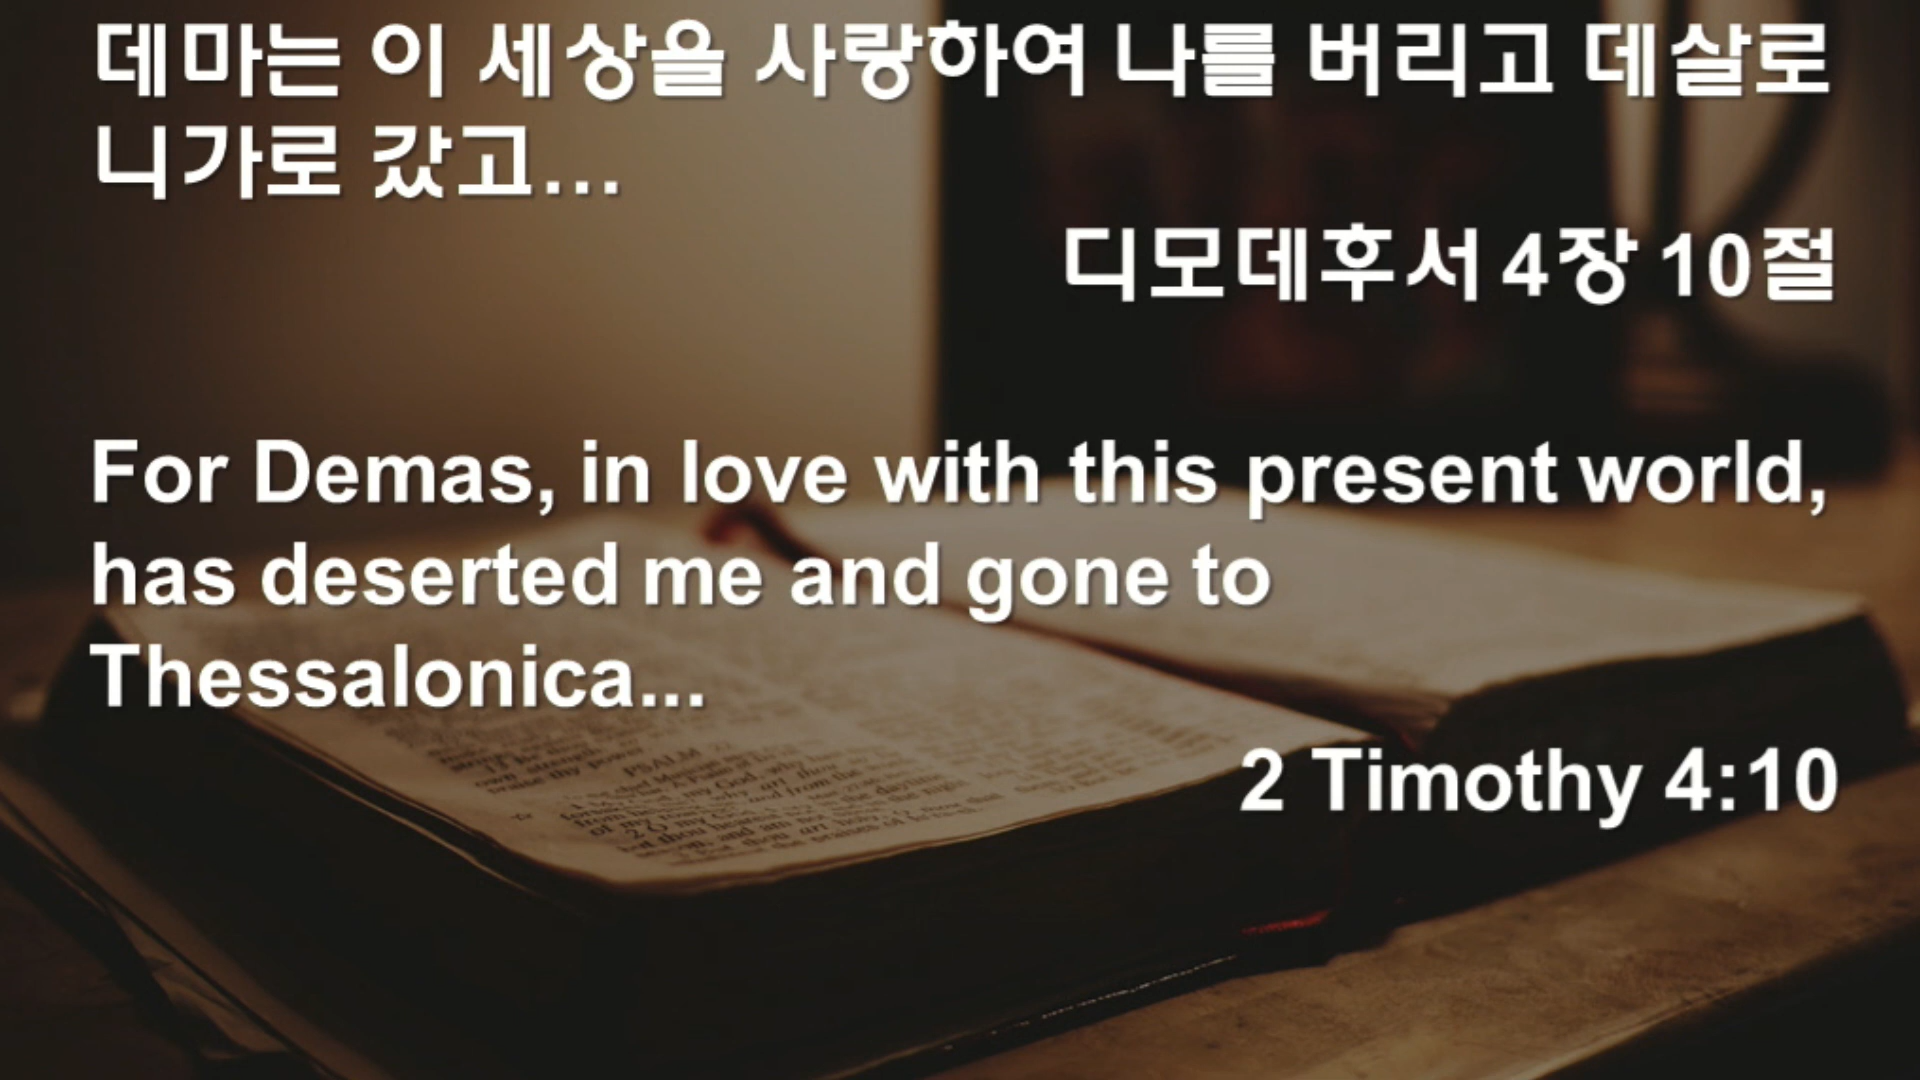 데마는 이 세상을 사랑하여 나를 버리고 데살로
니가로 갔고...
디모데후서 4장 10절
For Demas, in love with this present world,
has deserted me and gone to
Thessalonica...
2 Timothy 4:10
PSALM 22